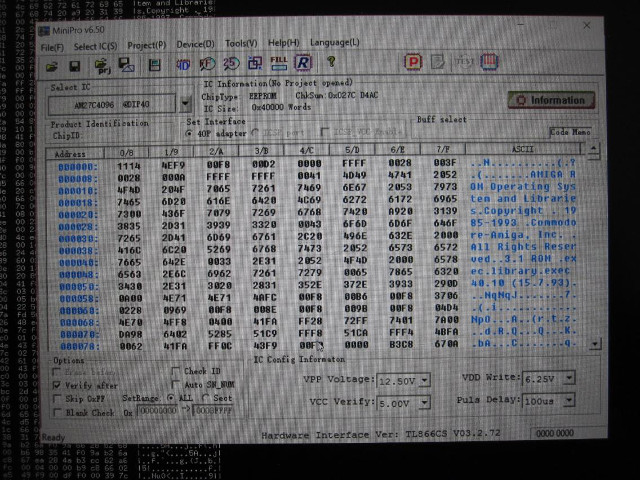 MiniPro v6.50
File(F) Select IC(S) Project(P) Device(D) Tools(V) Help(H) Language(L)
Select IC
AM27C4096 @DIP40
IC Information(No Project opened)
ChipType: EEPROM ChkSum:0x027C D4AC
IC Size: 0x40000 Words
Information
Product Identification
ChipID:
Set Interface
40P adapter
Buff select
Code Memo
Address 0/8 1/9 2/A 3/B 4/C 5/D 6/E 7/F ASCII
000000: 1114 4EF9 00F8 00D2 0000 FFFF 0028 003F ..N..........(.?
000008: 0028 000A FFFF FFFF 0041 4D49 4741 2052 .(.......AMIGA R
000010: 4F4D 204F 7065 7261 7469 6E67 2053 7973 OM Operating Sys
000018: 7465 6D20 616E 6420 4C69 6272 6172 6965 tem and Librarie
000020: 7300 436F 7079 7269 6768 7420 A920 3139 s.Copyright . 19
000028: 3835 2D31 3939 3320 0043 6F6D 6D6F 646F 85-1993 .Commodo
000030: 7265 2D41 6D69 6761 2C20 496E 632E 2000 re-Amiga, Inc. .
000038: 416C 6C20 5269 6768 7473 2052 6573 6572 All Rights Reser
000040: 7665 642E 0033 2E31 2052 4F4D 2000 6578 ved..3.1 ROM .ex
000048: 6563 2E6C 6962 7261 7279 0065 7865 6320 ec.library.exec
000050: 3430 2E31 3020 2831 352E 372E 3933 290D 40.10 (15.7.93).
000058: 0A00 4E71 4E71 4AFC 00F8 00B6 00F8 3706 ..NqNqJ.......7.
000060: 0228 0969 00F8 008E 00F8 009B 00F8 04D4 .(.i............
000068: 4E70 4FF8 0400 41FA FF28 72FF 7401 7A00 NpO...A..(r.t.z.
000070: DA98 6402 5285 51C9 FFF8 51CA FFF4 4BFA ..d.R.Q...Q...K.
000078: 0062 41FA FF0C 43F9 00F 0000 B3C8 670A .bA...C.......g.
Options
Check ID
Verify after
Auto SN_NUM
Skip 0xFF SetRange: ALL Sect
Blank Check 0x 00000000 -> 0003FFFF
IC Config Informaton
VPP Voltage: 12.50V VDD Write: 6.25V
VCC Verify: 5.00V Puls Delay: 100us
Ready
Hardware Interface Ver: TL866CS V03.2.72
0000 0000